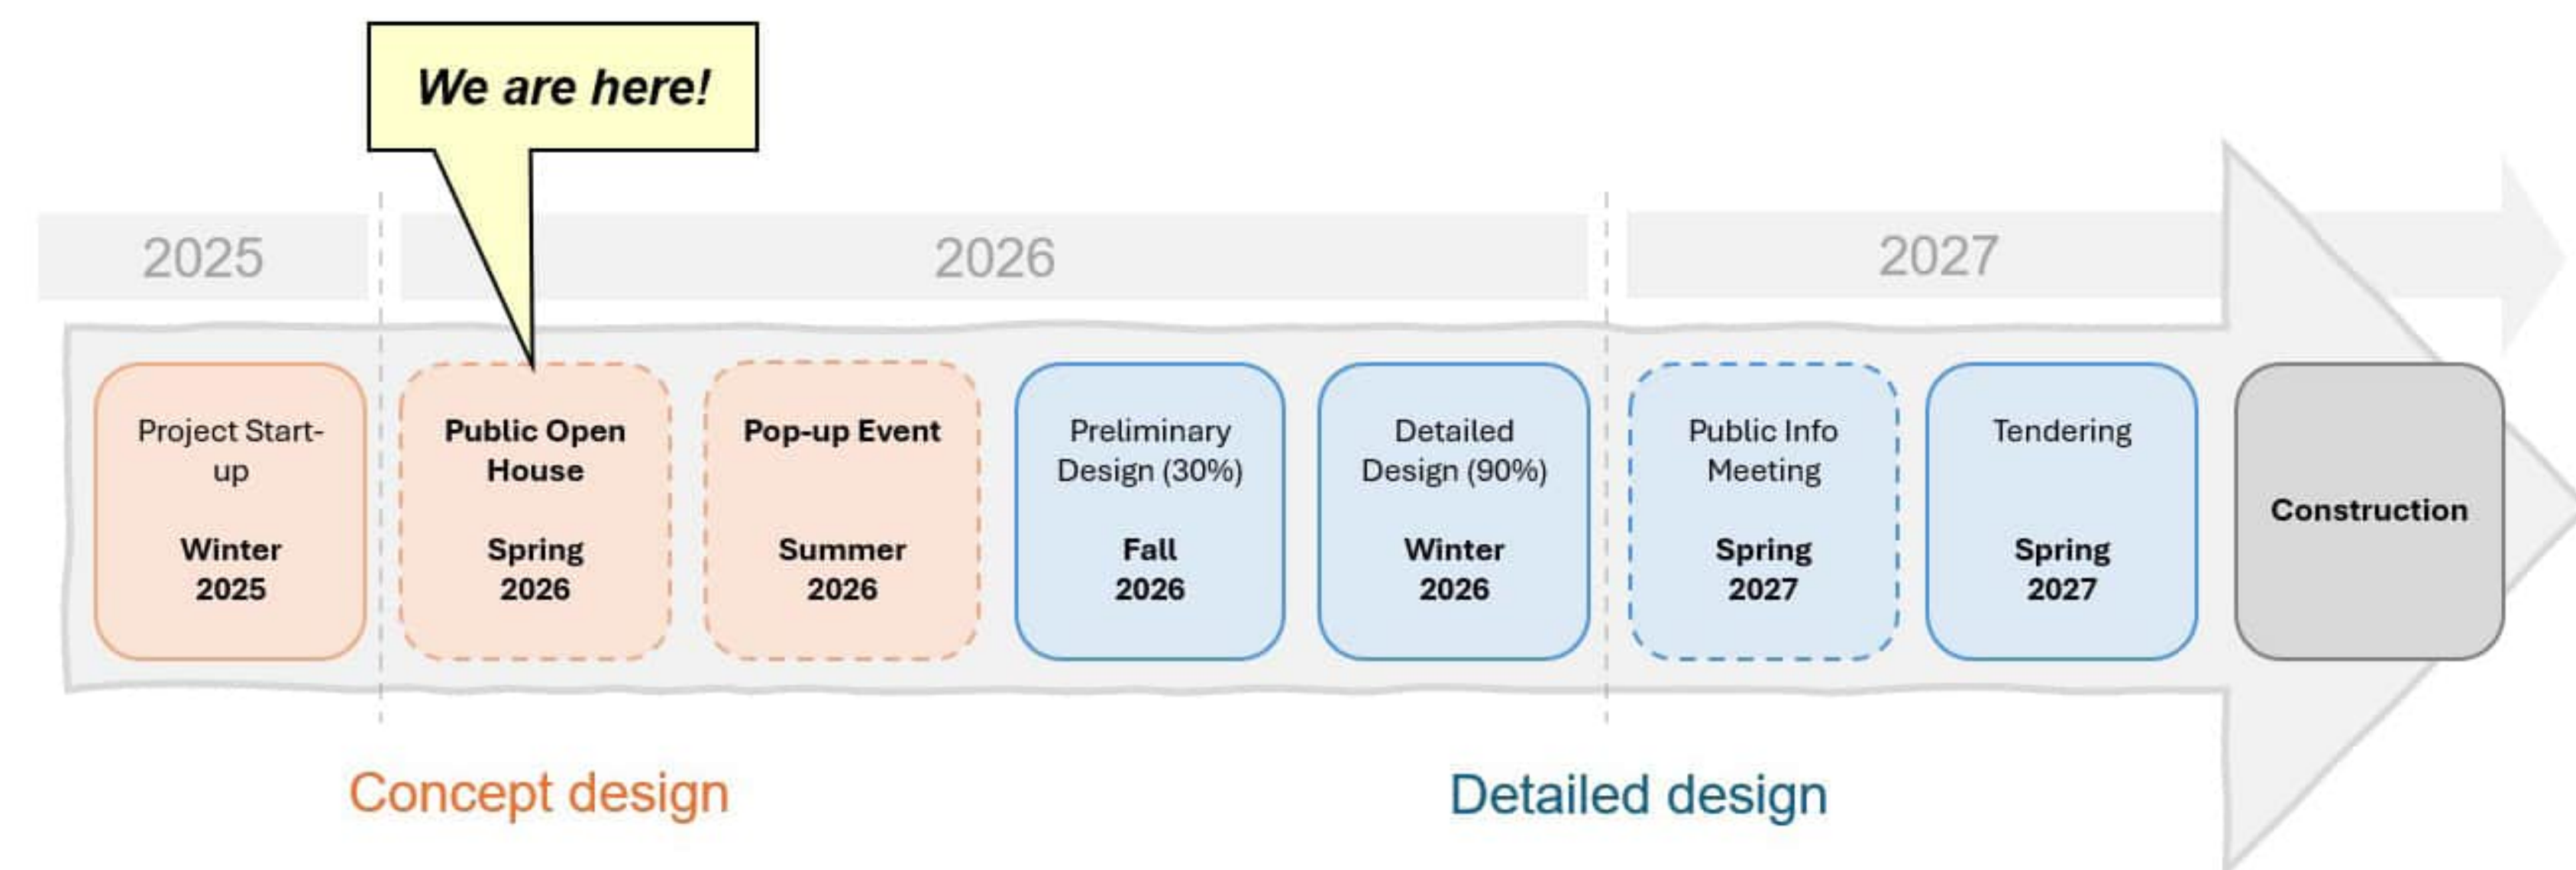 We are here!
2025
2026
2027
Project Start-
up
Winter
2025
Public Open
House
Spring
2026
Pop-up Event
Summer
2026
Preliminary
Design (30%)
Fall
2026
Detailed
Design (90%)
Winter
2026
Public Info
Meeting
Spring
2027
Tendering
Spring
2027
Construction
Concept design
Detailed design